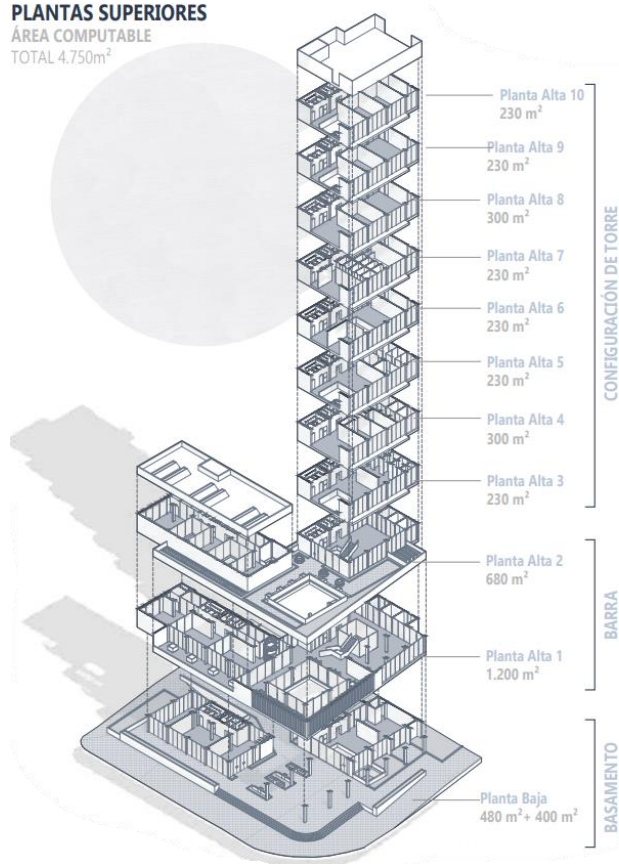 PLANTAS SUPERIORES
ÁREA COMPUTABLE
TOTAL 4.750m²
Planta Alta 10
230 m²
Planta Alta 9
230 m²
Planta Alta 8
300 m²
Planta Alta 7
230 m²
Planta Alta 6
230 m²
Planta Alta 5
230 m²
Planta Alta 4
300 m²
Planta Alta 3
230 m²
CONFIGURACIÓN DE TORRE
Planta Alta 2
680 m²
Planta Alta 1
1.200 m²
BARRA
Planta Baja
480 m²+ 400 m²
BASAMENTO